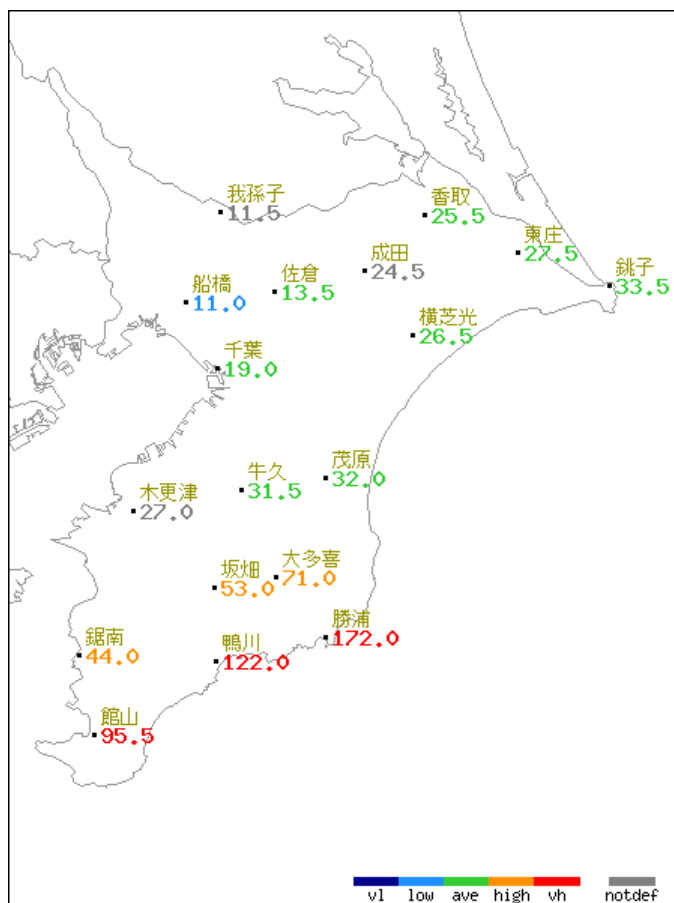 我孫子
11.5
香取
25.5
東庄
27.5
成田
24.5
銚子
33.5
船橋
11.0
佐倉
13.5
横芝光
26.5
千葉
19.0
茂原
32.0
牛久
31.5
木更津
27.0
大多喜
71.0
坂畑
53.0
勝浦
172.0
鋸南
44.0
鴨川
122.0
館山
95.5
vl low ave high vh notdef